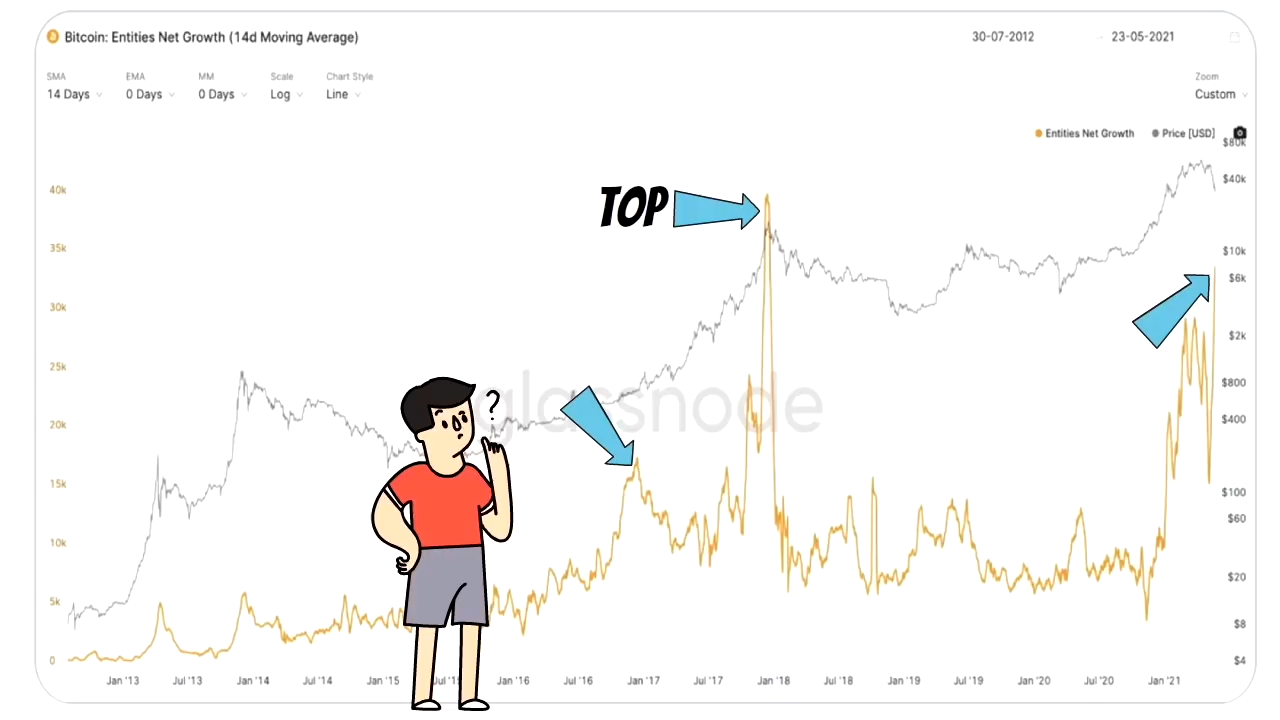 Bitcoin: Entities Net Growth (14d Moving Average)
30-07-2012 → 23-05-2021
SMA EMA MM Scale Chart Style Zoom
14 Days 0 Days 0 Days Log Line Custom
Entities Net Growth Price [USD]
$80k
40k
35k
30k
25k
20k
15k
10k
5k
0
$40k
$10k
$6k
$2k
$800
$400
$100
$60
$20
$8
$4
TOP
?
glassnode
Jan '13 Jul '13 Jan '14 Jul '14 Jan '15 Jul '15 Jan '16 Jul '16 Jan '17 Jul '17 Jan '18 Jul '18 Jan '19 Jul '19 Jan '20 Jul '20 Jan '21